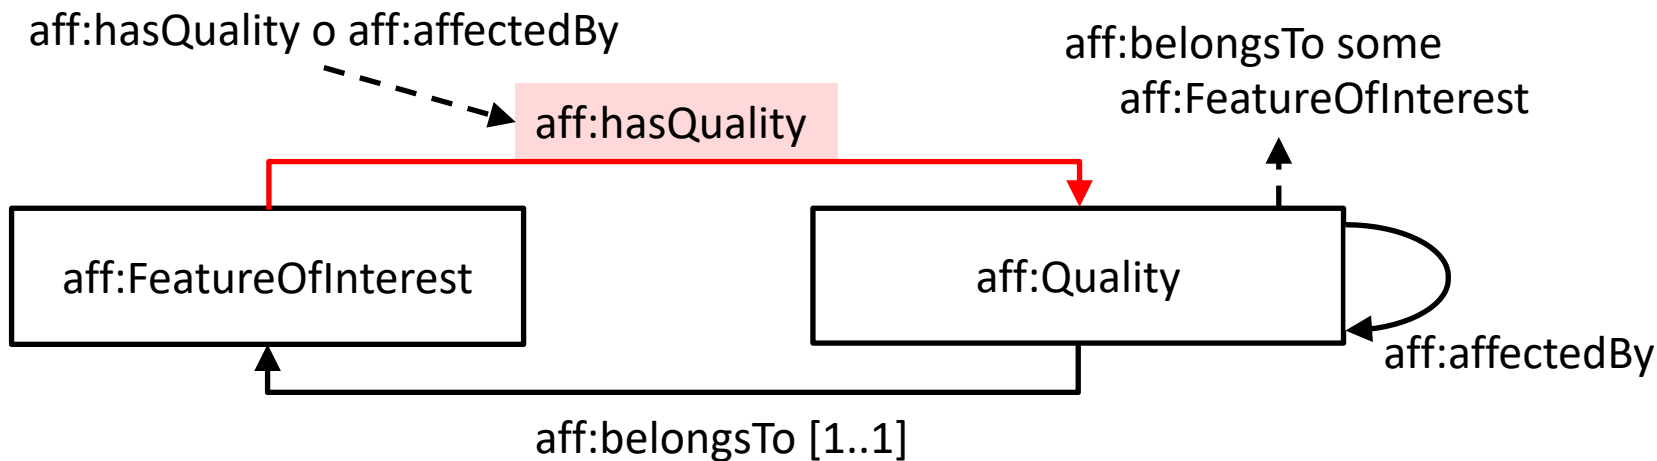 aff:hasQuality o aff:affectedBy
aff:belongsTo some
aff:FeatureOfInterest
aff:hasQuality
aff:FeatureOfInterest
aff:Quality
aff:affectedBy
aff:belongsTo [1..1]